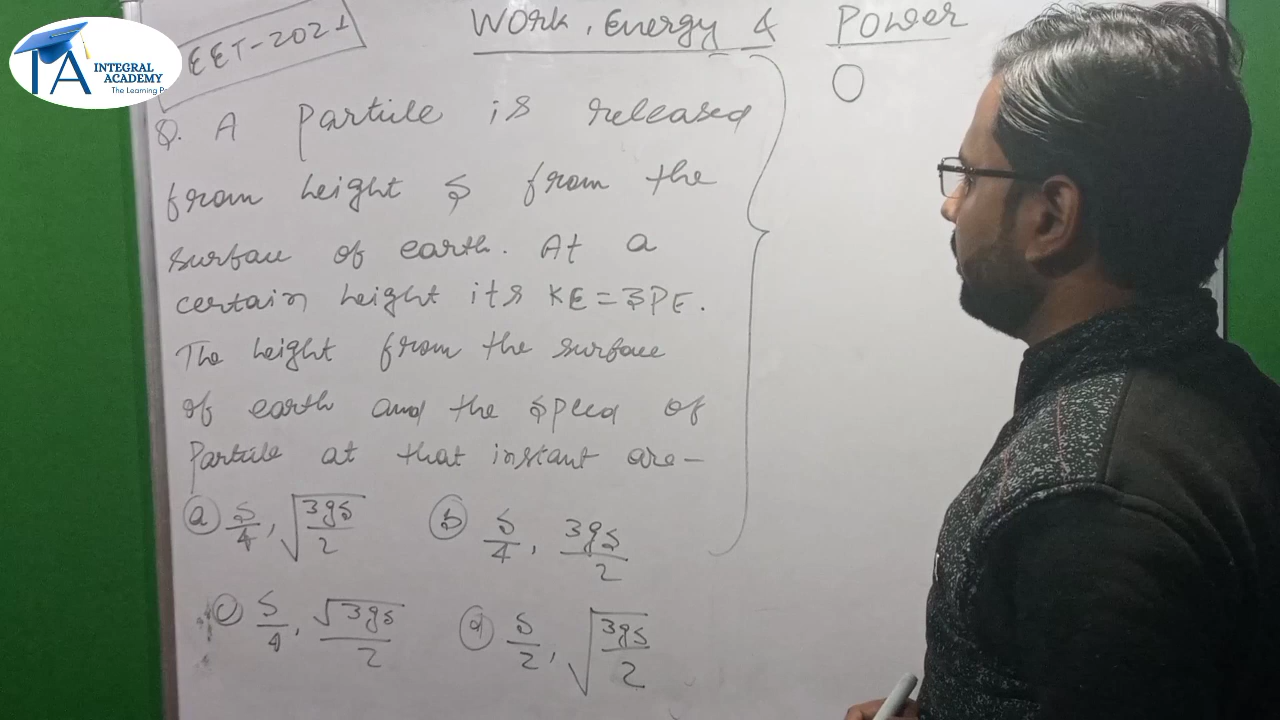 INTEGRAL
ACADEMY
The Learning P
EET-2021
Work, Energy & Power
Q. A Particle is released
from height S from the
surface of earth. At a
certain height its KE=3PE.
The height from the surface
of earth and the speed of
Particle at that instant are-
(a) S/4, √(3gS/2) (b) S/4, 3gS/2
(c) S/4, √3gS/2 (d) S/2, √(3gS/2)